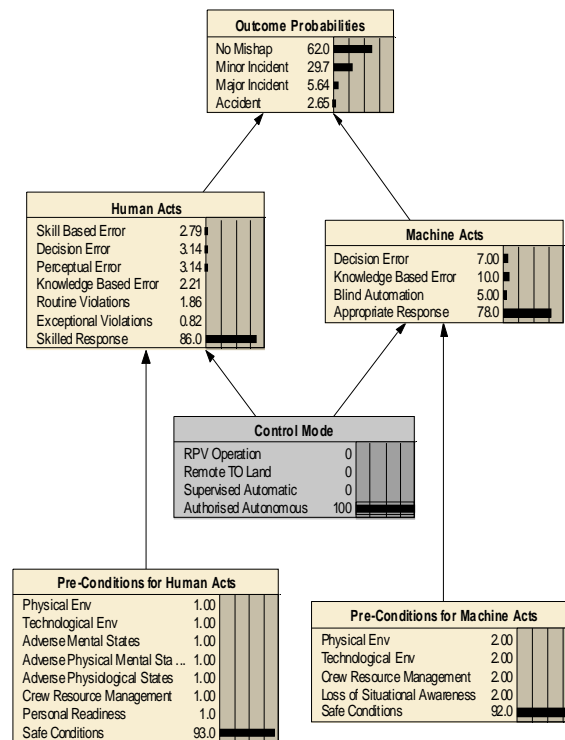 Outcome Probabilities
No Mishap 62.0
Minor Incident 29.7
Major Incident 5.64
Accident 2.65
Human Acts
Skill Based Error 2.79
Decision Error 3.14
Perceptual Error 3.14
Knowledge Based Error 2.21
Routine Violations 1.86
Exceptional Violations 0.82
Skilled Response 86.0
Machine Acts
Decision Error 7.00
Knowledge Based Error 10.0
Blind Automation 5.00
Appropriate Response 78.0
Control Mode
RPV Operation 0
Remote TO Land 0
Supervised Automatic 0
Authorised Autonomous 100
Pre-Conditions for Human Acts
Physical Env 1.00
Technological Env 1.00
Adverse Mental States 1.00
Adverse Physical Mental Sta ... 1.00
Adverse Physiological States 1.00
Crew Resource Management 1.00
Personal Readiness 1.0
Safe Conditions 93.0
Pre-Conditions for Machine Acts
Physical Env 2.00
Technological Env 2.00
Crew Resource Management 2.00
Loss of Situational Awareness 2.00
Safe Conditions 92.0